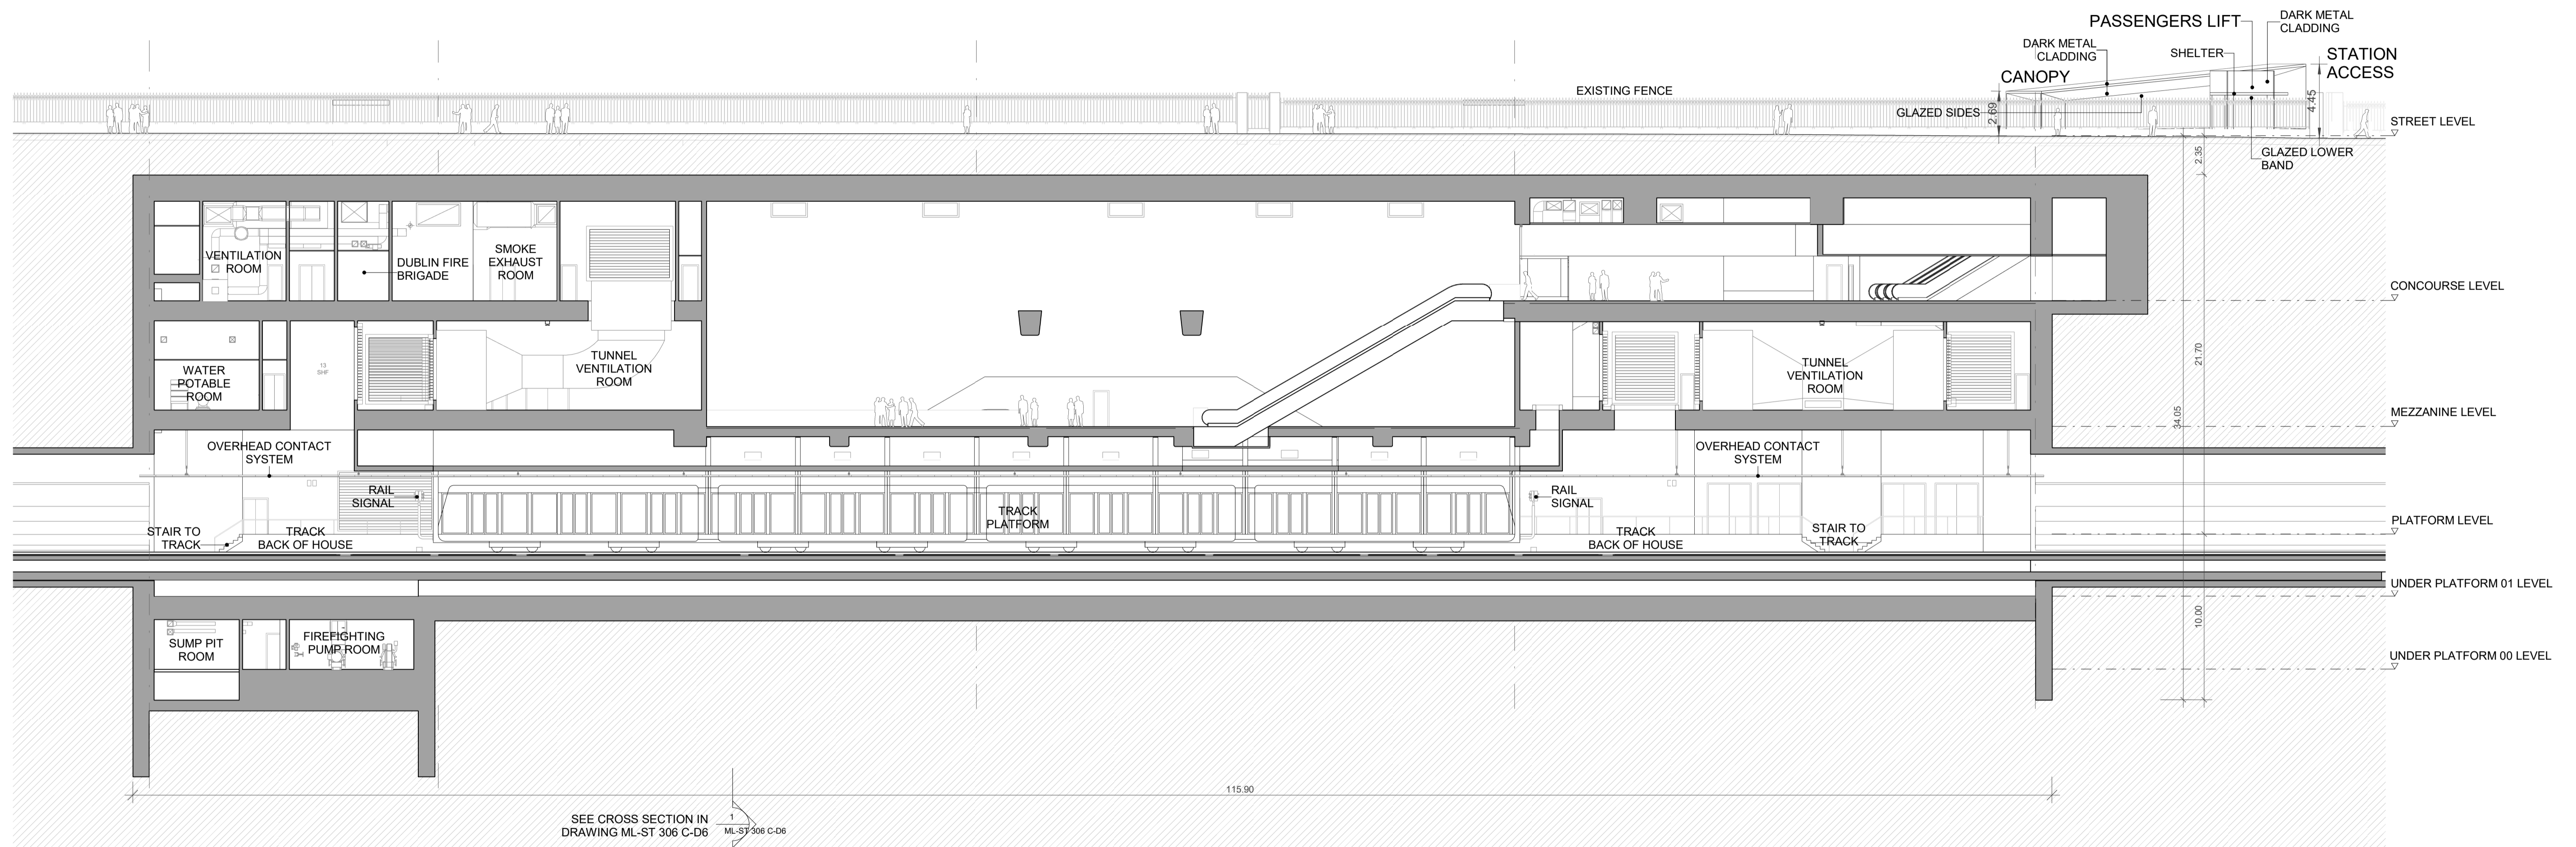 PASSENGERS LIFT
DARK METAL
CLADDING
DARK METAL
CLADDING
SHELTER
STATION
ACCESS
CANOPY
EXISTING FENCE
GLAZED SIDES
2.69
4.45
STREET LEVEL
GLAZED LOWER
BAND
2.35
VENTILATION
ROOM
DUBLIN FIRE
BRIGADE
SMOKE
EXHAUST
ROOM
CONCOURSE LEVEL
WATER
POTABLE
ROOM
13
SHF
TUNNEL
VENTILATION
ROOM
TUNNEL
VENTILATION
ROOM
21.70
34.05
MEZZANINE LEVEL
OVERHEAD CONTACT
SYSTEM
OVERHEAD CONTACT
SYSTEM
RAIL
SIGNAL
RAIL
SIGNAL
TRACK
PLATFORM
STAIR TO
TRACK
TRACK
BACK OF HOUSE
TRACK
BACK OF HOUSE
STAIR TO
TRACK
PLATFORM LEVEL
UNDER PLATFORM 01 LEVEL
10.00
SUMP PIT
ROOM
FIREFIGHTING
PUMP ROOM
UNDER PLATFORM 00 LEVEL
115.90
SEE CROSS SECTION IN
DRAWING ML-ST 306 C-D6
1
ML-ST 306 C-D6